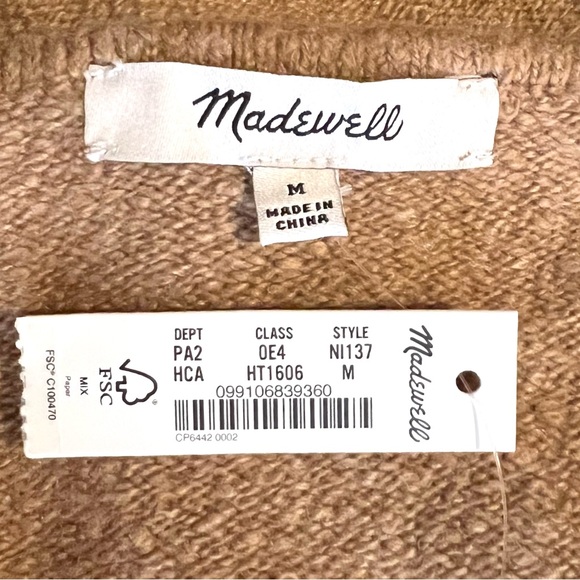 Madewell
M
MADE IN
CHINA
DEPT CLASS STYLE
PA2 0E4 NI137
HCA HT1606 M
099106839360
CP6442 0002
Madewell
FSC®
MIX
Paper
FSC® C100470